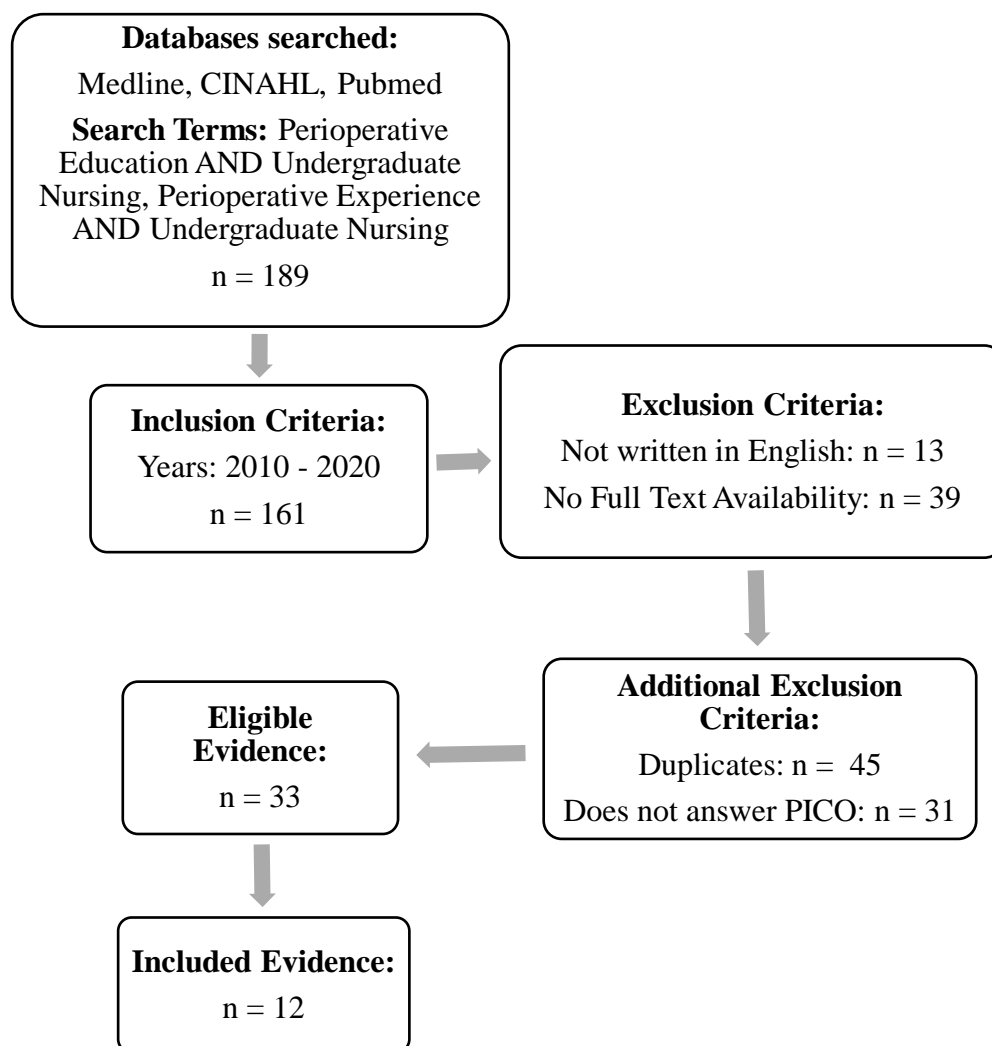 Databases searched:
Medline, CINAHL, Pubmed
Search Terms: Perioperative
Education AND Undergraduate
Nursing, Perioperative Experience
AND Undergraduate Nursing
n = 189
Inclusion Criteria:
Years: 2010 - 2020
n = 161
Exclusion Criteria:
Not written in English: n = 13
No Full Text Availability: n = 39
Additional Exclusion
Criteria:
Duplicates: n = 45
Does not answer PICO: n = 31
Eligible
Evidence:
n = 33
Included Evidence:
n = 12